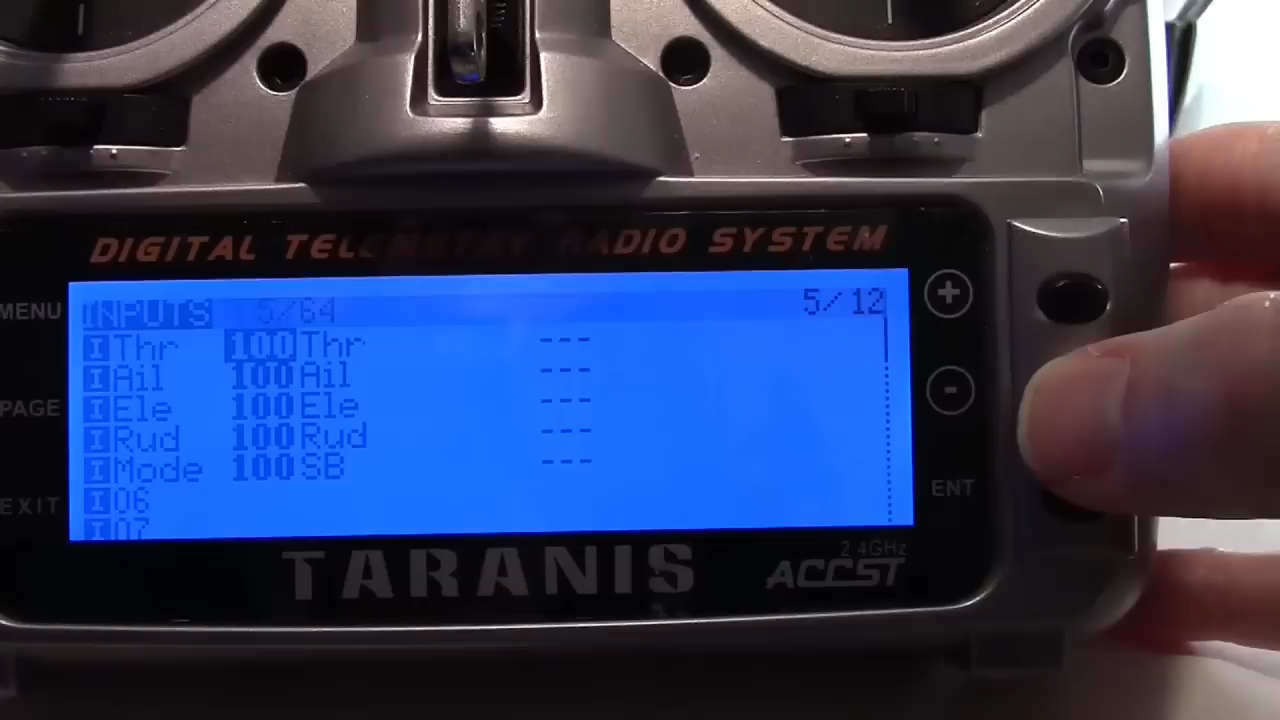 DIGITAL TELEMETRY RADIO SYSTEM
INPUTS 5/64 5/12
I Thr 100 Thr ---
I Ail 100 Ail ---
I Ele 100 Ele ---
I Rud 100 Rud ---
I Mode 100 SB ---
I 06
I 07
MENU
PAGE
EXIT
+
-
ENT
TARANIS
2.4GHz
ACCST